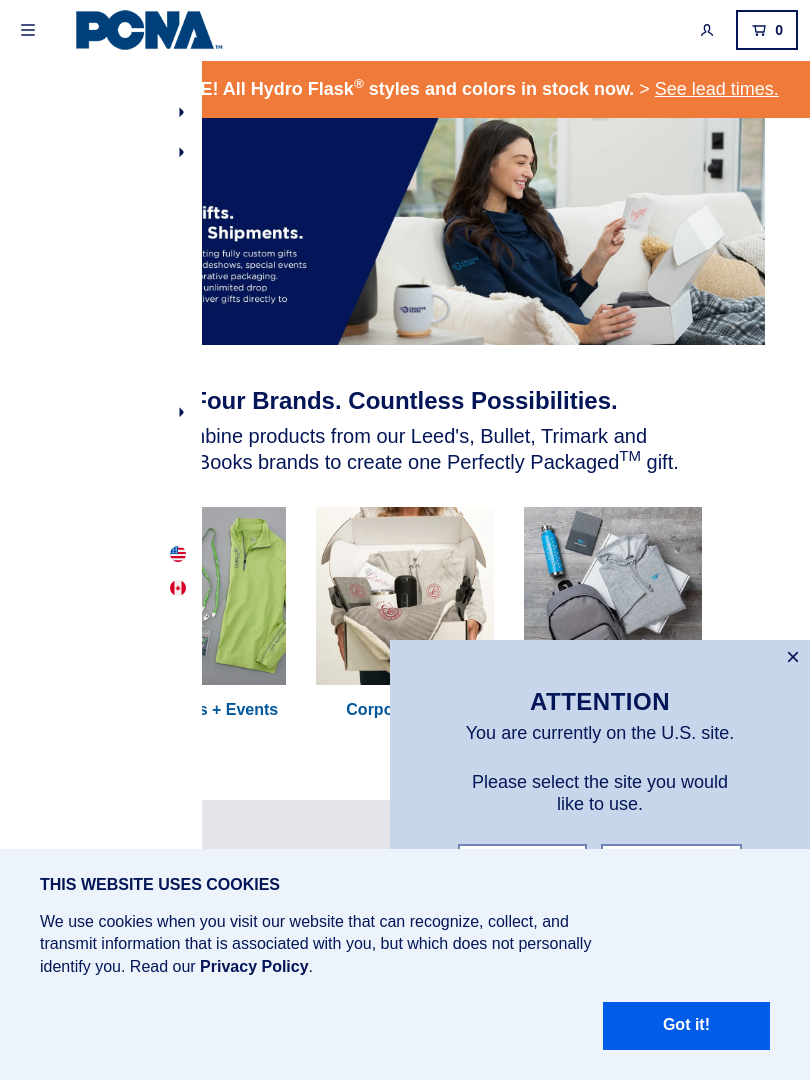 PCNA™
0
E! All Hydro Flask® styles and colors in stock now. > See lead times.
ifts.
Shipments.
ting fully custom gifts
deshows, special events
orative packaging.
unlimited drop
liver gifts directly to
Four Brands. Countless Possibilities.
nbine products from our Leed's, Bullet, Trimark and
Books brands to create one Perfectly Packaged™ gift.
s + Events
Corpo
ATTENTION
You are currently on the U.S. site.
Please select the site you would
like to use.
THIS WEBSITE USES COOKIES
We use cookies when you visit our website that can recognize, collect, and
transmit information that is associated with you, but which does not personally
identify you. Read our Privacy Policy.
Got it!